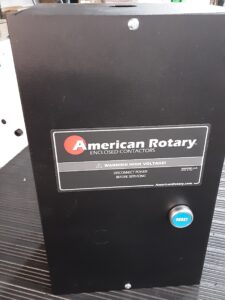 American Rotary
ENCLOSED CONTACTORS
WARNING HIGH VOLTAGE!
DISCONNECT POWER
BEFORE SERVICING
AmericanRotary.com
RESET